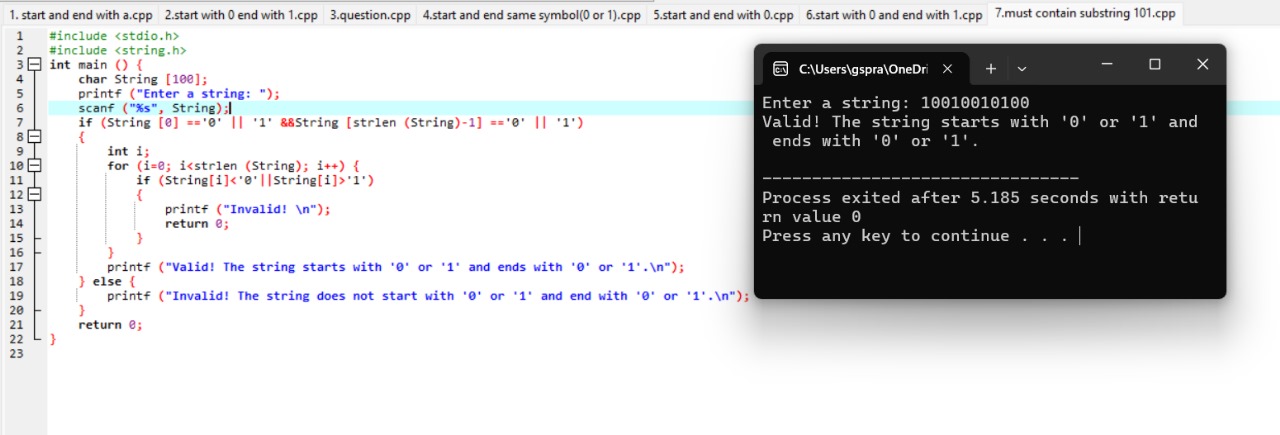 1. start and end with a.cpp 2.start with 0 end with 1.cpp 3.question.cpp 4.start and end same symbol(0 or 1).cpp 5.start and end with 0.cpp 6.start with 0 and end with 1.cpp 7.must contain substring 101.cpp
1 #include <stdio.h>
2 #include <string.h>
3 int main () {
4 char String [100];
5 printf ("Enter a string: ");
6 scanf ("%s", String);
7 if (String [0] =='0' || '1' &&String [strlen (String)-1] =='0' || '1')
8 {
9 int i;
10 for (i=0; i<strlen (String); i++) {
11 if (String[i]<'0'||String[i]>'1')
12 {
13 printf ("Invalid! \n");
14 return 0;
15 }
16 }
17 printf ("Valid! The string starts with '0' or '1' and ends with '0' or '1'.\n");
18 } else {
19 printf ("Invalid! The string does not start with '0' or '1' and end with '0' or '1'.\n");
20 }
21 return 0;
22 }
23
C:\Users\gspra\OneDri
Enter a string: 10010010100
Valid! The string starts with '0' or '1' and
ends with '0' or '1'.
--------------------------------
Process exited after 5.185 seconds with retu
rn value 0
Press any key to continue . . .